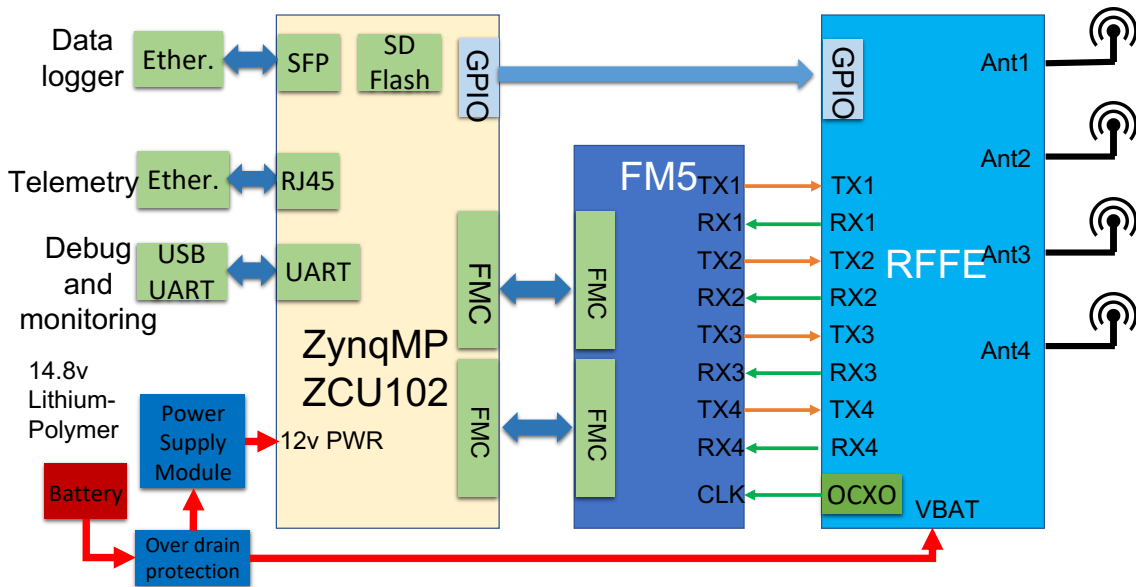 Data
logger
Ether.
SFP
SD
Flash
GPIO
GPIO
Ant1
Telemetry
Ether.
RJ45
Ant2
Debug
and
monitoring
USB
UART
UART
FMC
FMC
ZynqMP
ZCU102
FMC
FMC
FM5
TX1
RX1
TX2
RX2
TX3
RX3
TX4
RX4
CLK
TX1
RX1
TX2
RX2
TX3
RX3
TX4
RX4
OCXO
RFFE
Ant3
Ant4
VBAT
14.8v
Lithium-
Polymer
Power
Supply
Module
12v PWR
Battery
Over drain
protection